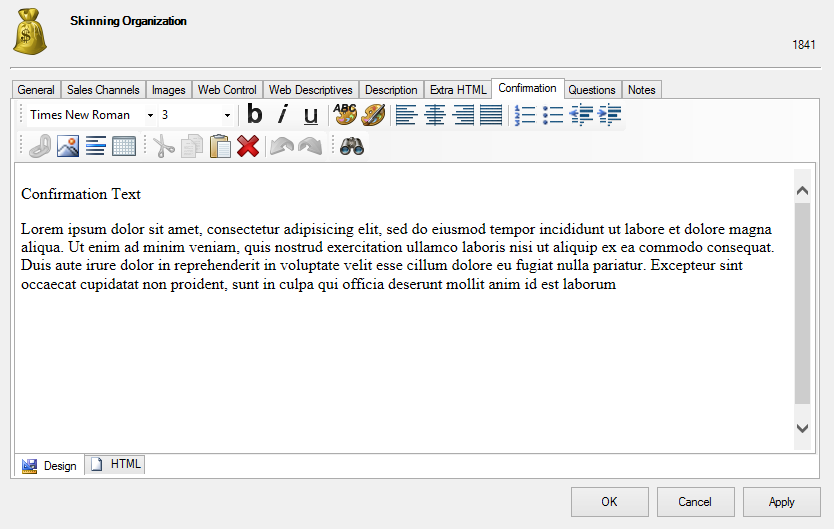 Skinning Organization
1841
General Sales Channels Images Web Control Web Descriptives Description Extra HTML Confirmation Questions Notes
Times New Roman 3 b i u ABC
Confirmation Text
Lorem ipsum dolor sit amet, consectetur adipisicing elit, sed do eiusmod tempor incididunt ut labore et dolore magna
aliqua. Ut enim ad minim veniam, quis nostrud exercitation ullamco laboris nisi ut aliquip ex ea commodo consequat.
Duis aute irure dolor in reprehenderit in voluptate velit esse cillum dolore eu fugiat nulla pariatur. Excepteur sint
occaecat cupidatat non proident, sunt in culpa qui officia deserunt mollit anim id est laborum
Design HTML
OK Cancel Apply